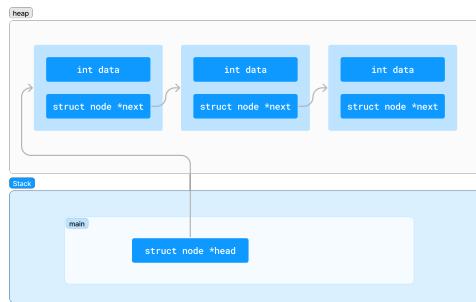 heap
int data
int data
int data
struct node *next
struct node *next
struct node *next
Stack
main
struct node *head